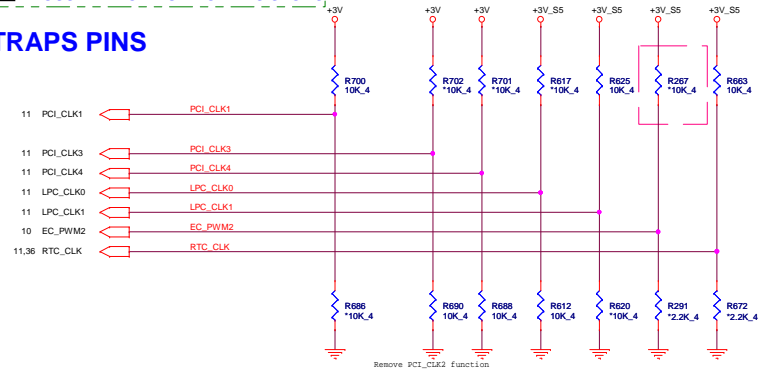 +3V +3V +3V +3V_S5 +3V_S5 +3V_S5 +3V_S5
TRAPS PINS
R700 R702 R701 R617 R625 R267 R663
10K_4 *10K_4 *10K_4 *10K_4 10K_4 *10K_4 10K_4
11 PCI_CLK1 PCI_CLK1
11 PCI_CLK3 PCI_CLK3
11 PCI_CLK4 PCI_CLK4
11 LPC_CLK0 LPC_CLK0
11 LPC_CLK1 LPC_CLK1
10 EC_PWM2 EC_PWM2
11,36 RTC_CLK RTC_CLK
R686 R690 R688 R612 R620 R291 R672
*10K_4 10K_4 10K_4 10K_4 *10K_4 *2.2K_4 *2.2K_4
Remove PCI_CLK2 function